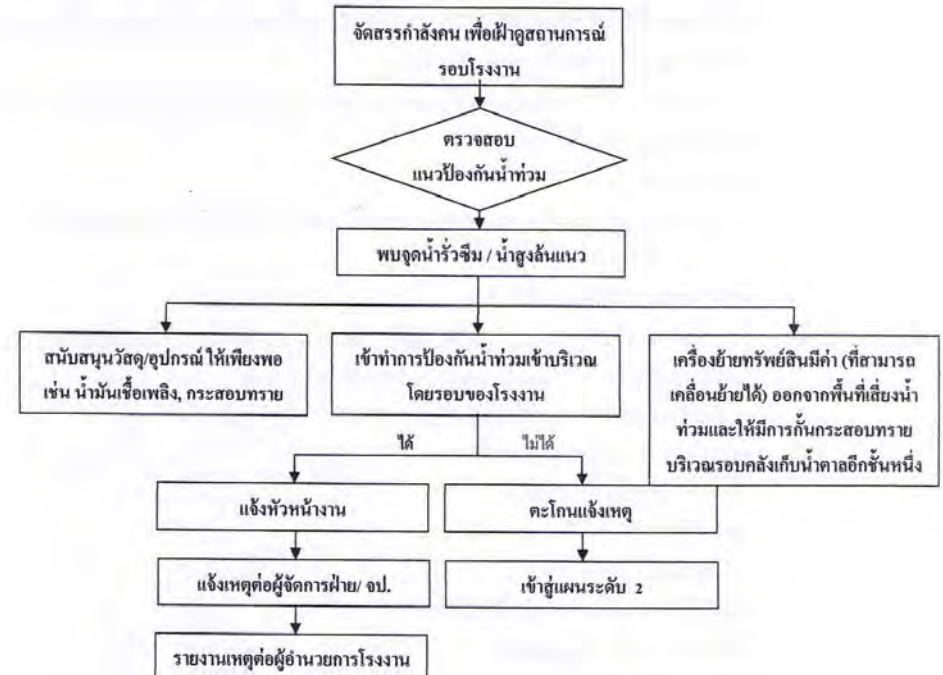 จัดสรรกำลังคน เพื่อเฝ้าดูสถานการณ์
รอบโรงงาน
ตรวจสอบ
แนวป้องกันน้ำท่วม
พบจุดน้ำรั่วซึม / น้ำสูงล้นแนว
สนับสนุนวัสดุ/อุปกรณ์ ให้เพียงพอ
เช่น น้ำมันเชื้อเพลิง, กระสอบทราย
เข้าทำการป้องกันน้ำท่วมเข้าบริเวณ
โดยรอบของโรงงาน
เครื่องย้ายทรัพย์สินมีค่า (ที่สามารถ
เคลื่อนย้ายได้) ออกจากพื้นที่เสี่ยงน้ำ
ท่วมและให้มีการกั้นกระสอบทราย
บริเวณรอบคลังเก็บน้ำตาลอีกชั้นหนึ่ง
ได้
ไม่ได้
แจ้งหัวหน้างาน
ตะโกนแจ้งเหตุ
แจ้งเหตุต่อผู้จัดการฝ่าย/ จป.
เข้าสู่แผนระดับ 2
รายงานเหตุต่อผู้อำนวยการโรงงาน